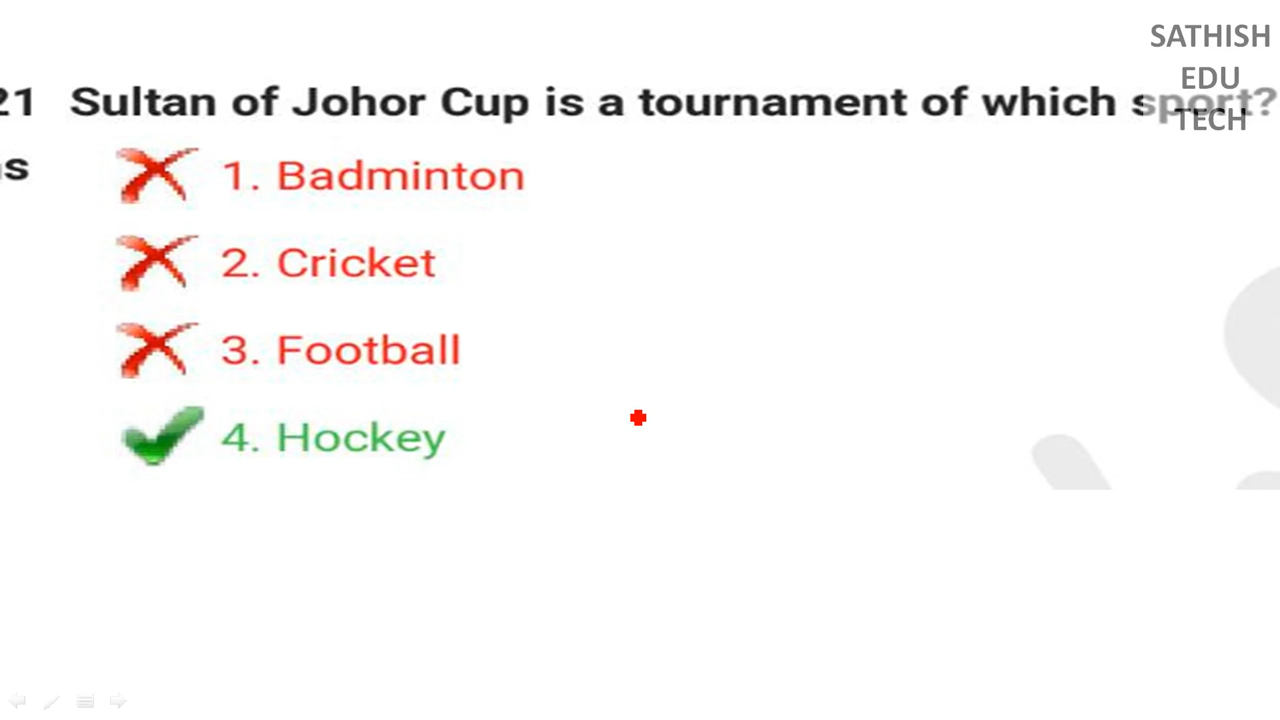 SATHISH
EDU
TECH
21 Sultan of Johor Cup is a tournament of which sport?
s
1. Badminton
2. Cricket
3. Football
4. Hockey